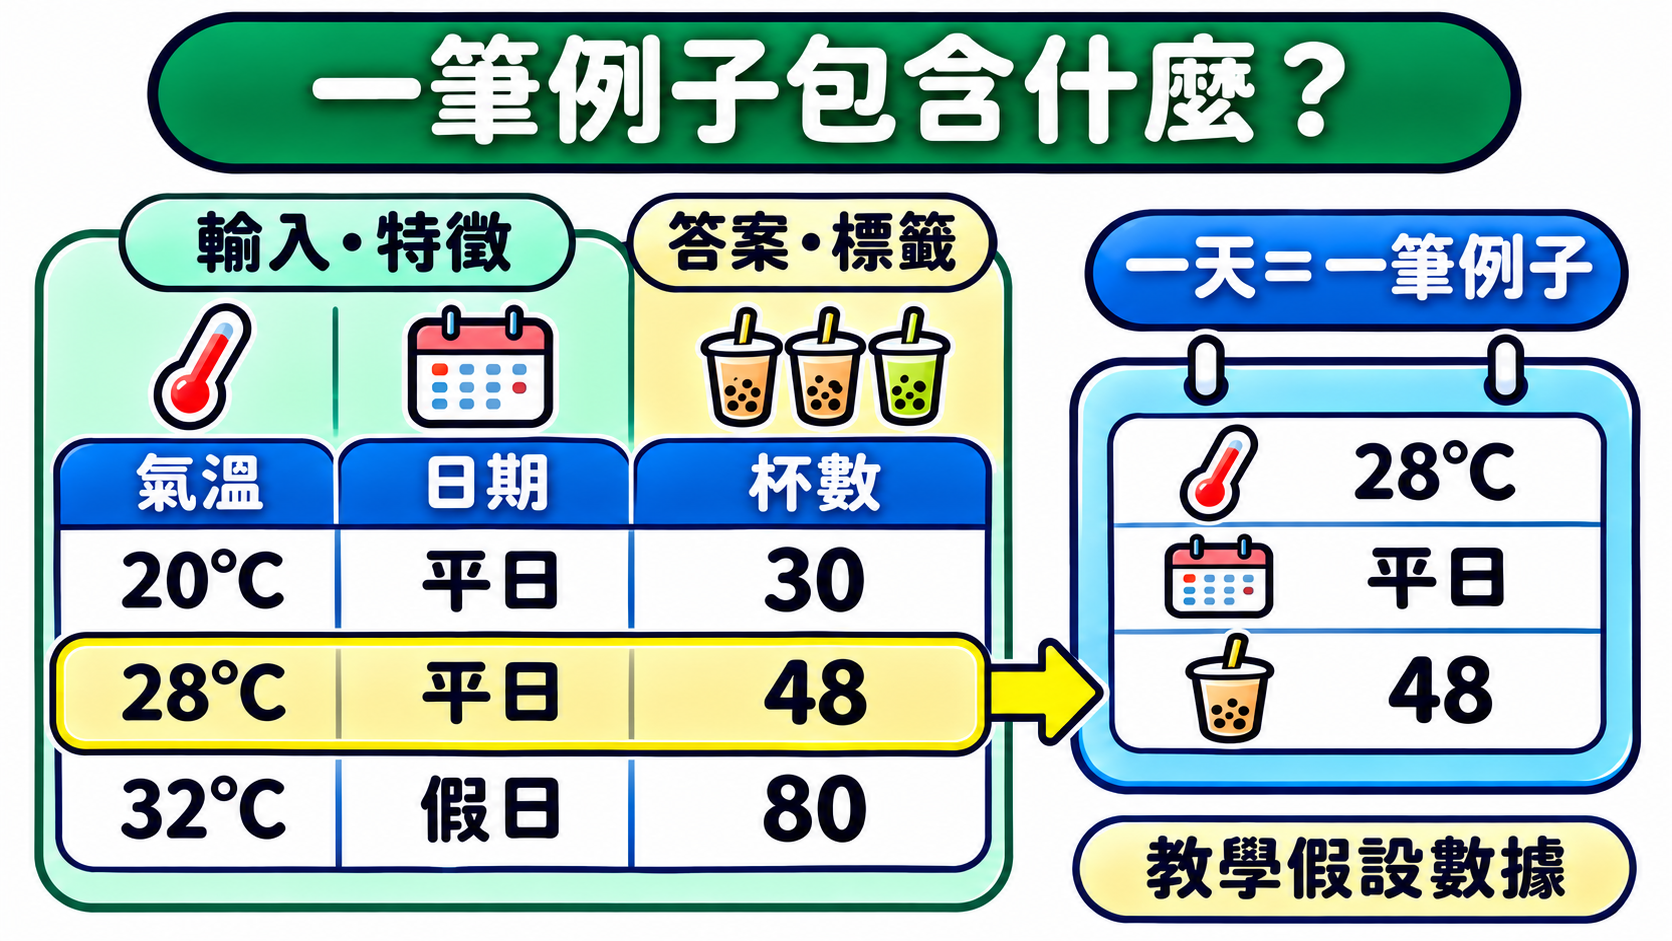 一筆例子包含什麼？
輸入・特徵
答案・標籤
氣溫 日期 杯數
20°C 平日 30
28°C 平日 48
32°C 假日 80
一天=一筆例子
28°C
平日
48
教學假設數據